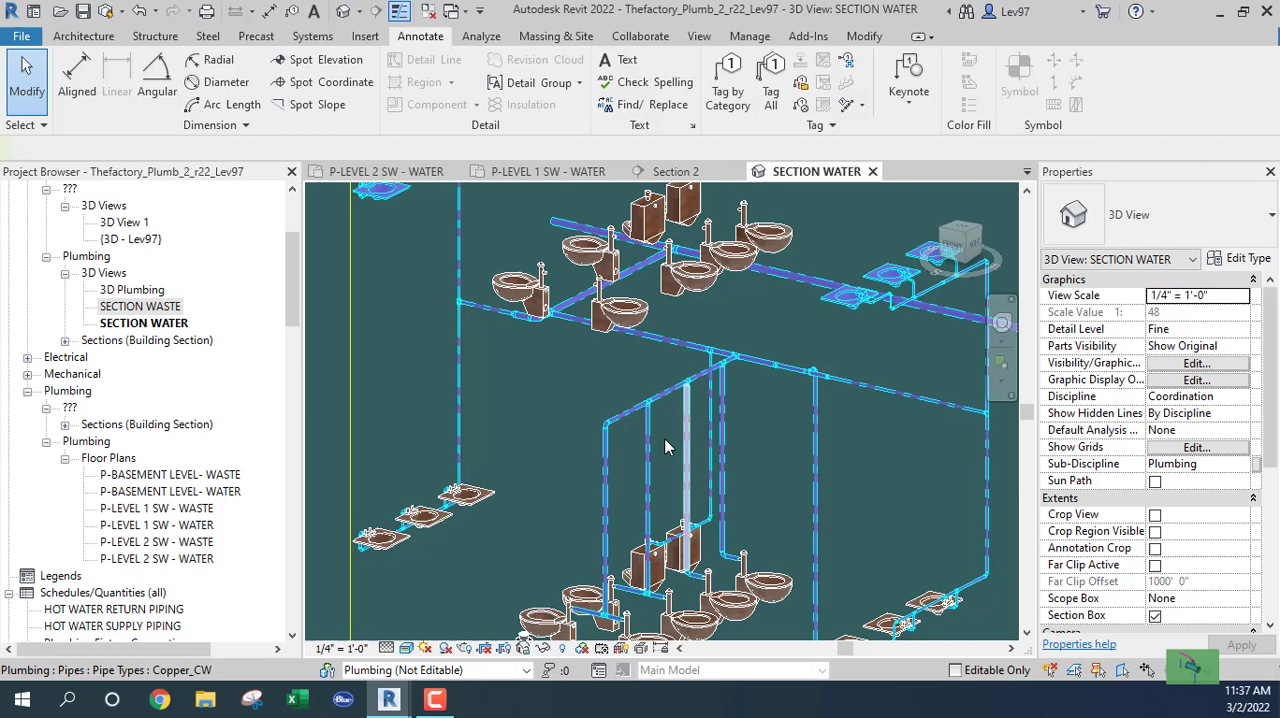 Autodesk Revit 2022 - Thefactory_Plumb_2_r22_Lev97 - 3D View: SECTION WATER
Lev97
File Architecture Structure Steel Precast Systems Insert Annotate Analyze Massing & Site Collaborate View Manage Add-Ins Modify
Modify
Aligned
Linear
Angular
Radial
Diameter
Arc Length
Spot Elevation
Spot Coordinate
Spot Slope
Detail Line
Region
Component
Revision Cloud
Detail Group
Insulation
Text
Check Spelling
Find/ Replace
Tag by Category
Tag All
Keynote
Symbol
Select
Dimension
Detail
Text
Tag
Color Fill
Symbol
Project Browser - Thefactory_Plumb_2_r22_Lev97
???
3D Views
3D View 1
{3D - Lev97}
Plumbing
3D Views
3D Plumbing
SECTION WASTE
SECTION WATER
Sections (Building Section)
Electrical
Mechanical
Plumbing
???
Sections (Building Section)
Plumbing
Floor Plans
P-BASEMENT LEVEL- WASTE
P-BASEMENT LEVEL- WATER
P-LEVEL 1 SW - WASTE
P-LEVEL 1 SW - WATER
P-LEVEL 2 SW - WASTE
P-LEVEL 2 SW - WATER
Legends
Schedules/Quantities (all)
HOT WATER RETURN PIPING
HOT WATER SUPPLY PIPING
P-LEVEL 2 SW - WATER
P-LEVEL 1 SW - WATER
Section 2
SECTION WATER
FRONT
1/4" = 1'-0"
Properties
3D View
3D View: SECTION WATER
Edit Type
Graphics
View Scale 1/4" = 1'-0"
Scale Value 1: 48
Detail Level Fine
Parts Visibility Show Original
Visibility/Graphic... Edit...
Graphic Display O... Edit...
Discipline Coordination
Show Hidden Lines By Discipline
Default Analysis ... None
Show Grids Edit...
Sub-Discipline Plumbing
Sun Path
Extents
Crop View
Crop Region Visible
Annotation Crop
Far Clip Active
Far Clip Offset 1000' 0"
Scope Box None
Section Box
Camera
Properties help
Apply
Plumbing : Pipes : Pipe Types : Copper_CW
Plumbing (Not Editable)
:0
Main Model
Editable Only
11:37 AM
3/2/2022